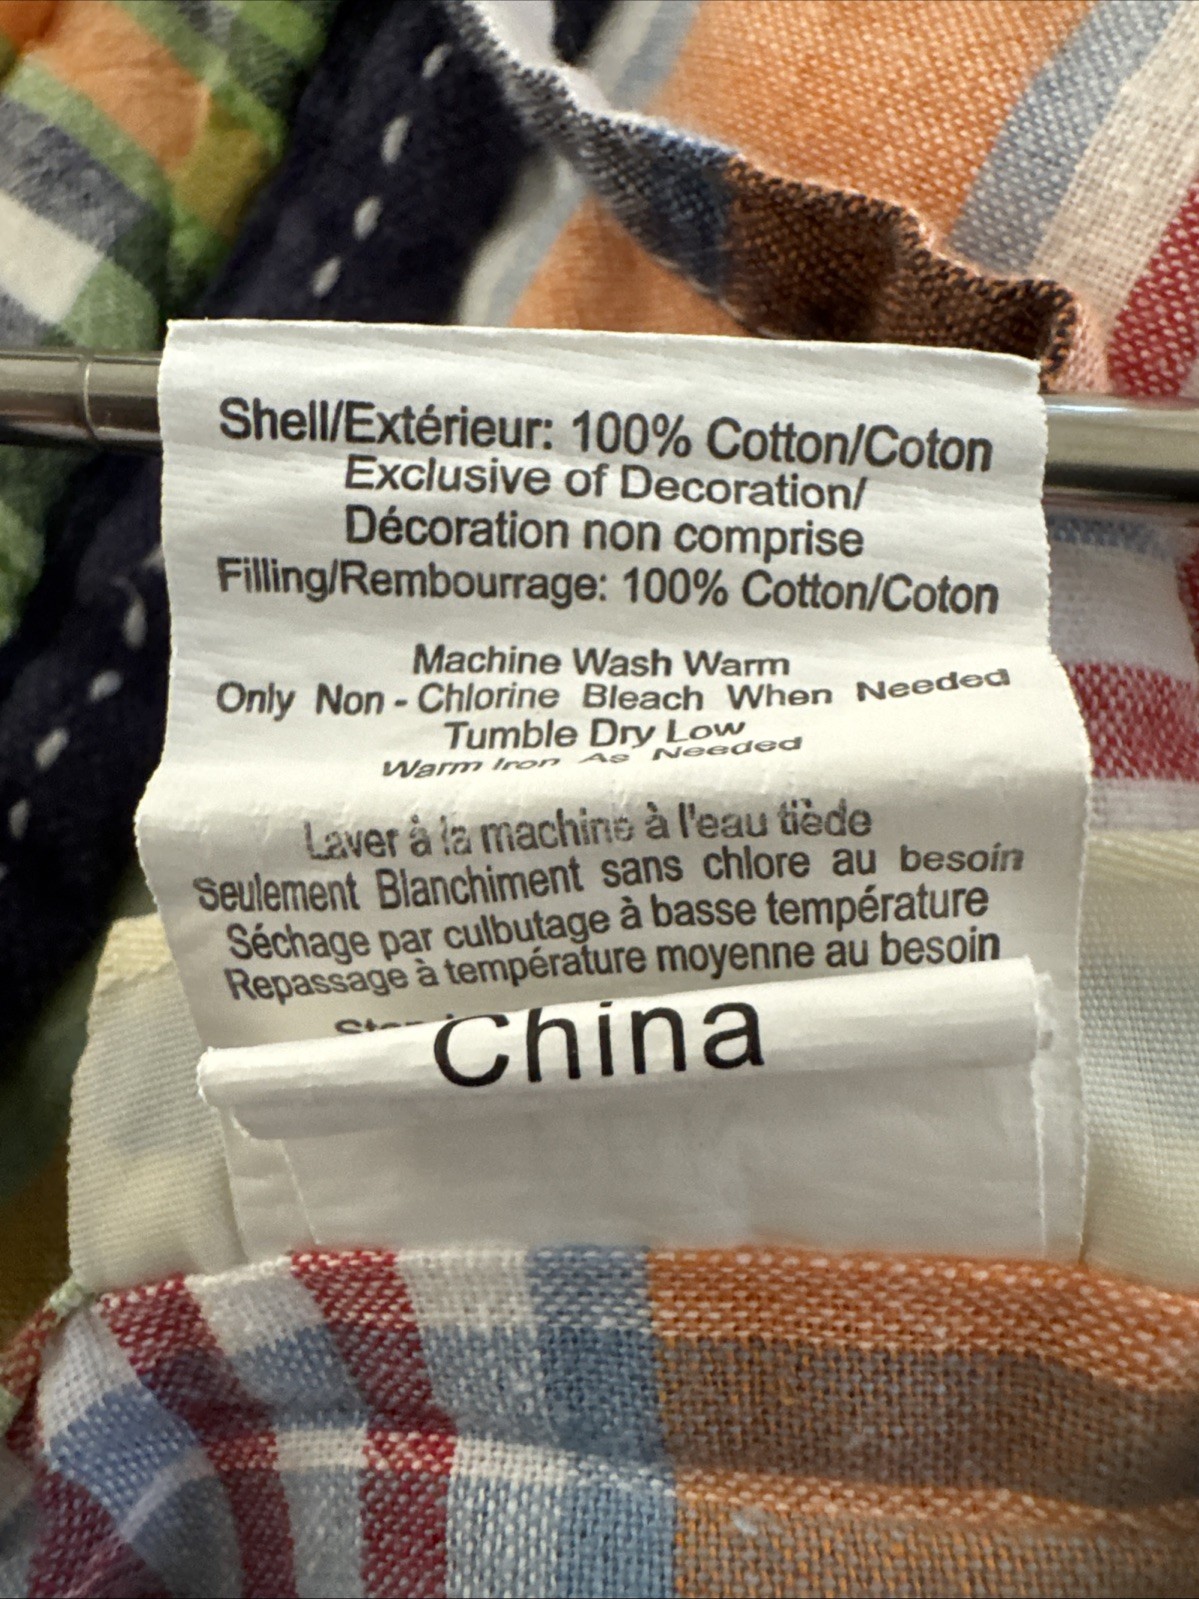 Shell/Extérieur: 100% Cotton/Coton
Exclusive of Decoration/
Décoration non comprise
Filling/Rembourrage: 100% Cotton/Coton
Machine Wash Warm
Only Non - Chlorine Bleach When Needed
Tumble Dry Low
Warm Iron As Needed
Laver à la machine à l'eau tiède
Seulement Blanchiment sans chlore au besoin
Séchage par culbutage à basse température
Repassage à température moyenne au besoin
China